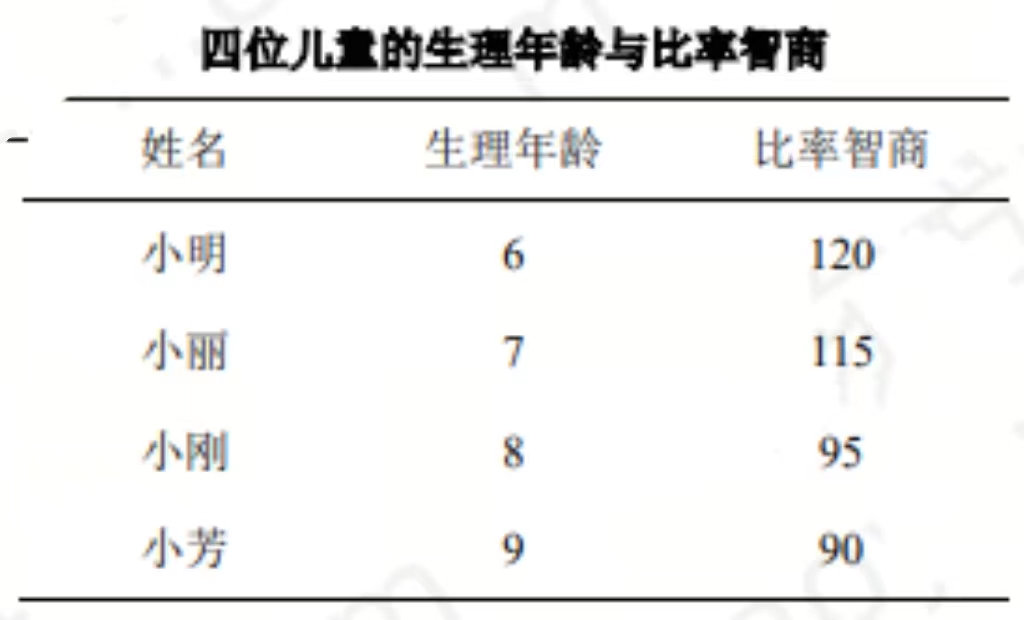 四位儿童的生理年龄与比率智商
姓名 生理年龄 比率智商
小明 6 120
小丽 7 115
小刚 8 95
小芳 9 90